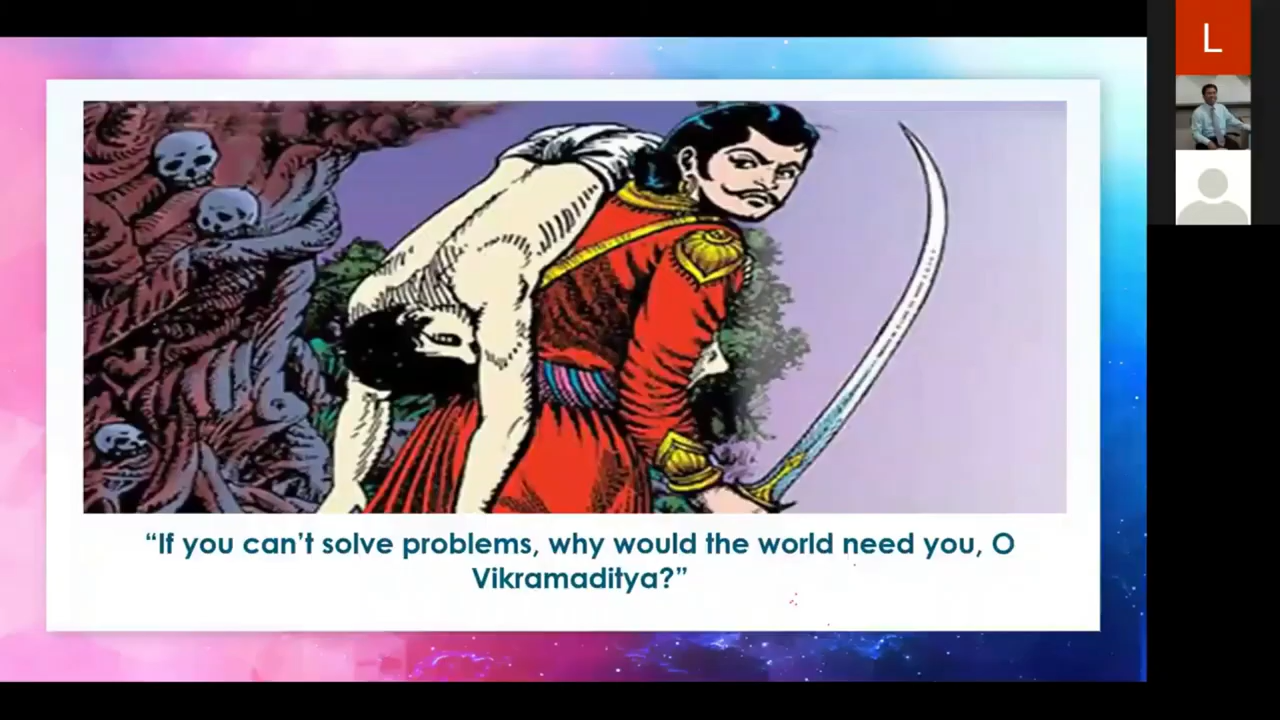 “If you can’t solve problems, why would the world need you, O
Vikramaditya?”
L